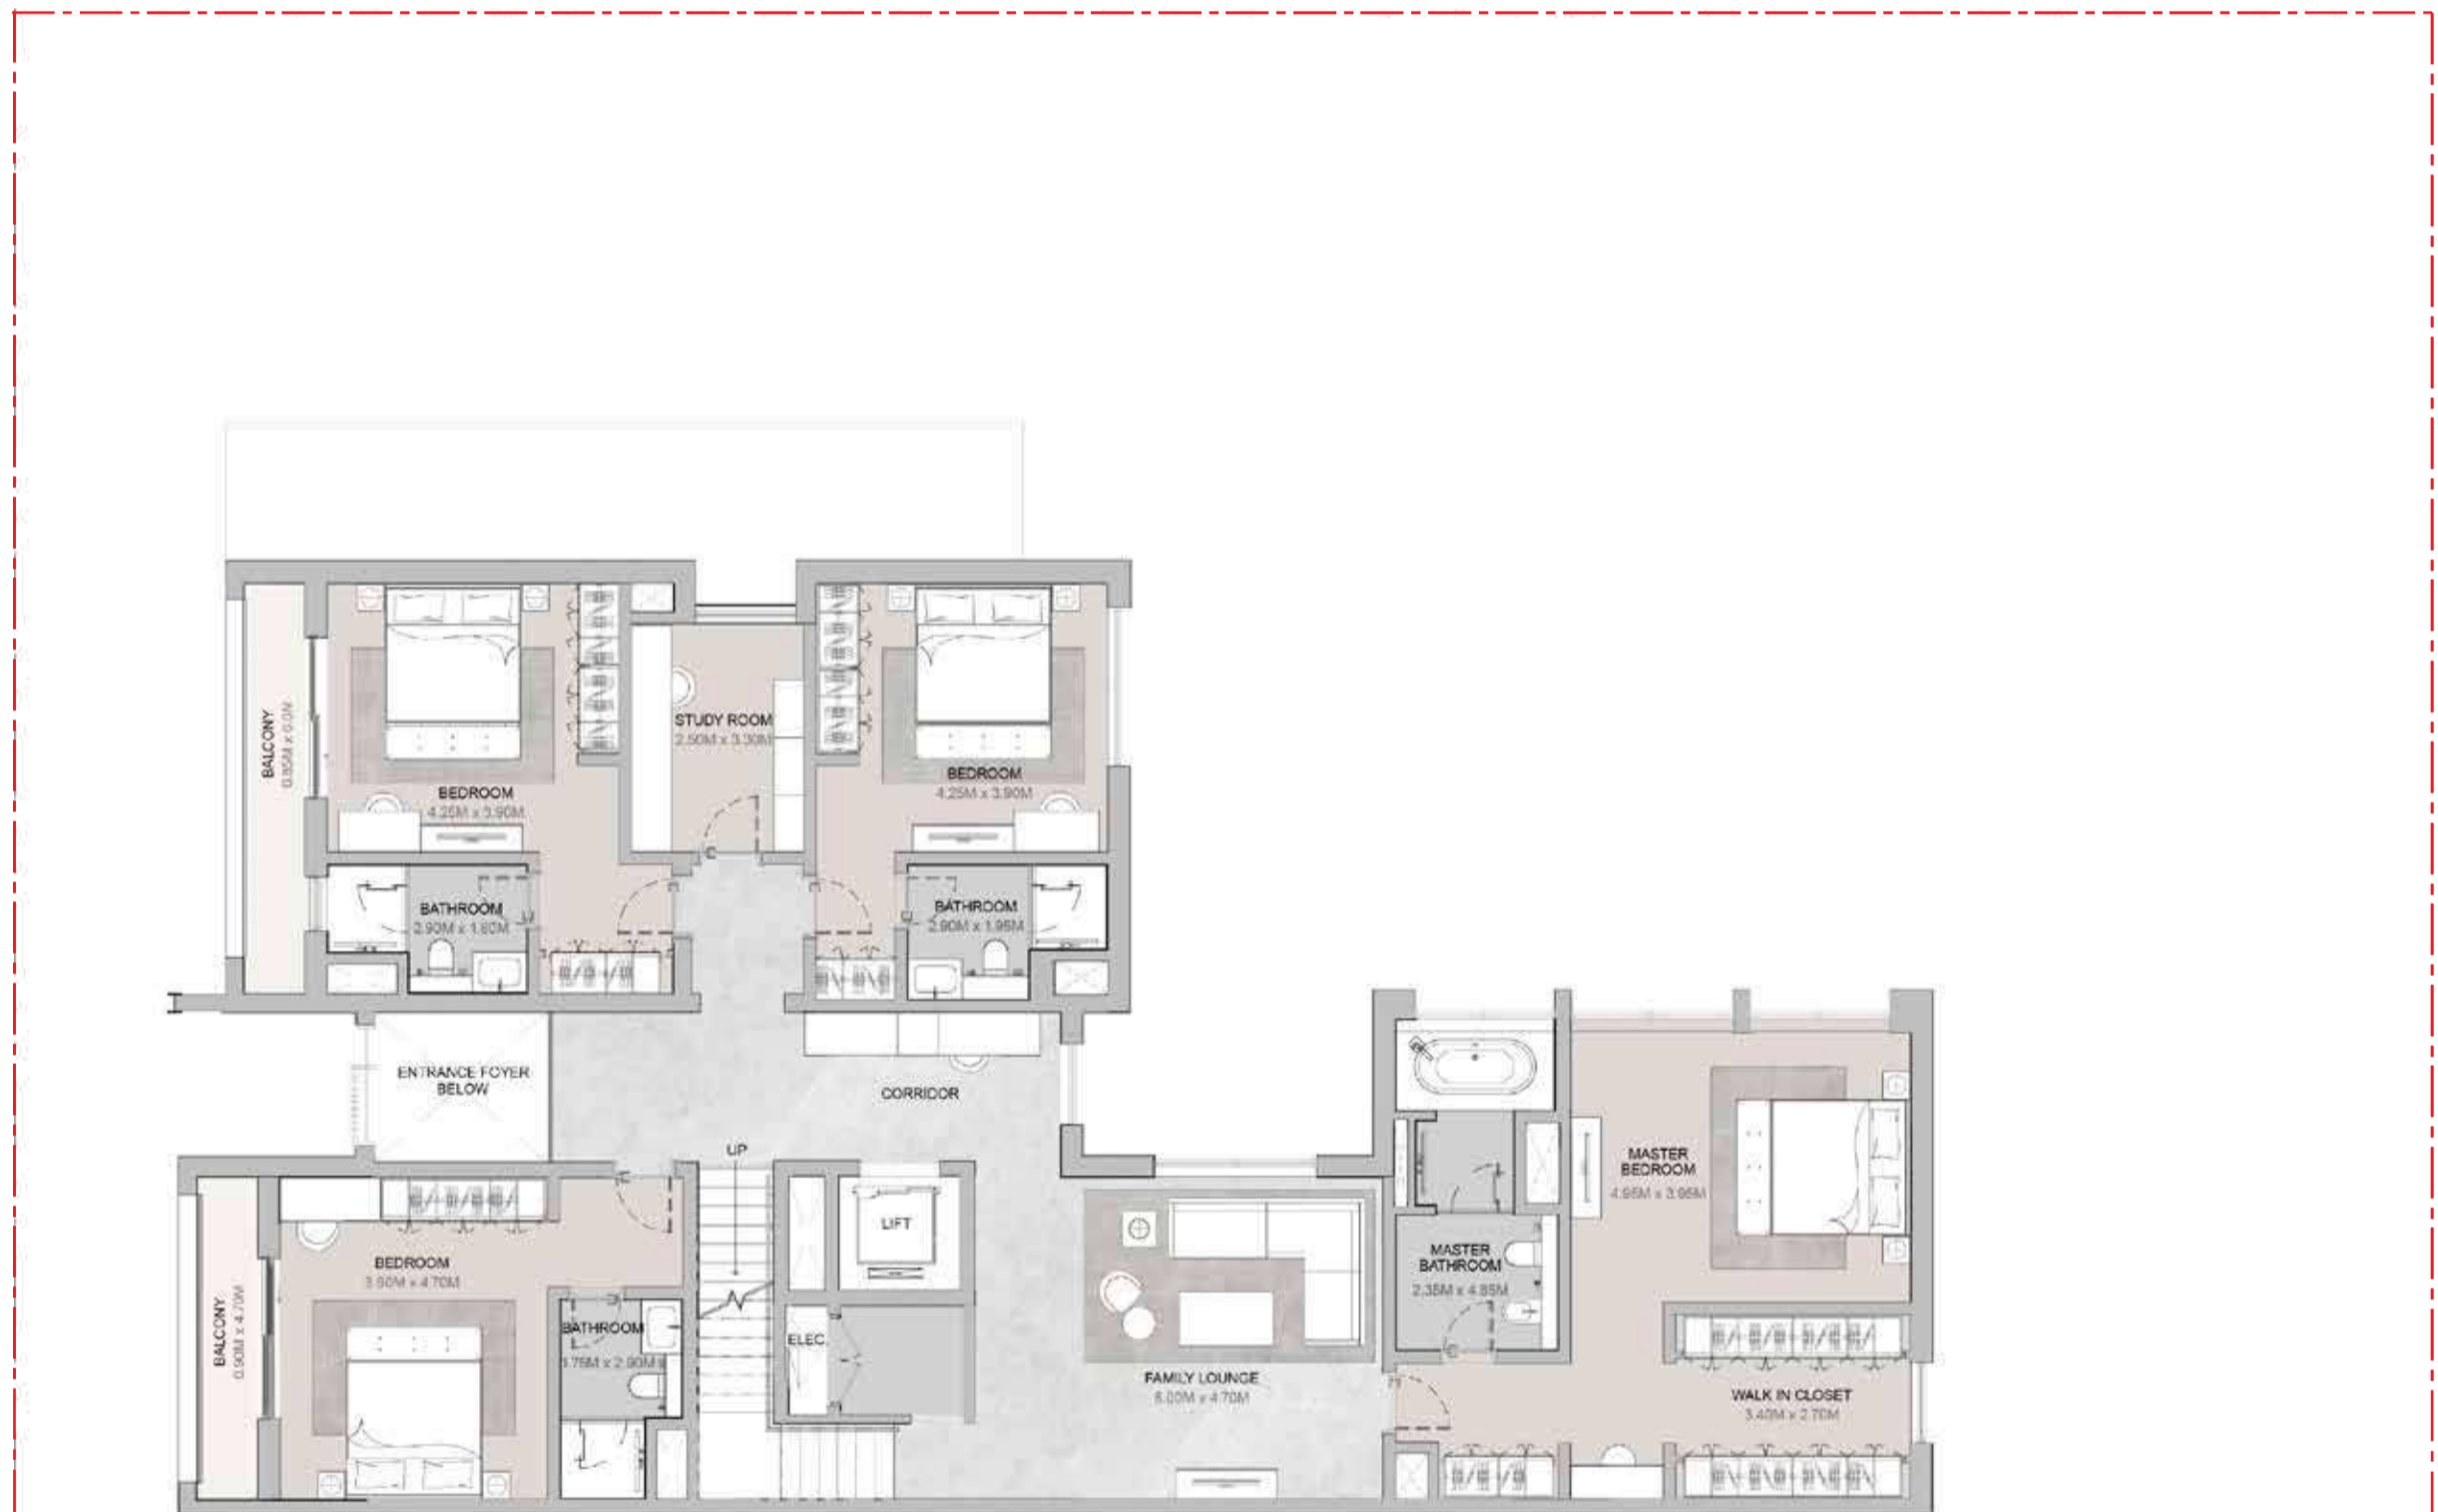 BALCONY
BEDROOM
4.25M x 3.90M
STUDY ROOM
2.50M x 3.30M
BEDROOM
4.25M x 3.90M
BATHROOM
2.90M x 1.80M
BATHROOM
2.90M x 1.95M
ENTRANCE FOYER
BELOW
CORRIDOR
UP
LIFT
BEDROOM
3.60M x 4.70M
BALCONY
0.90M x 4.70M
BATHROOM
1.75M x 2.90M
ELEC.
FAMILY LOUNGE
6.00M x 4.70M
MASTER
BEDROOM
4.95M x 3.95M
MASTER
BATHROOM
2.35M x 4.85M
WALK IN CLOSET
3.40M x 2.70M